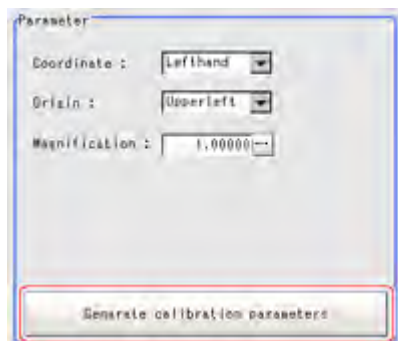 Parameter
Coordinate : Lefthand
Origin : Upperleft
Magnification : 1.00000 ...
Generate calibration parameters